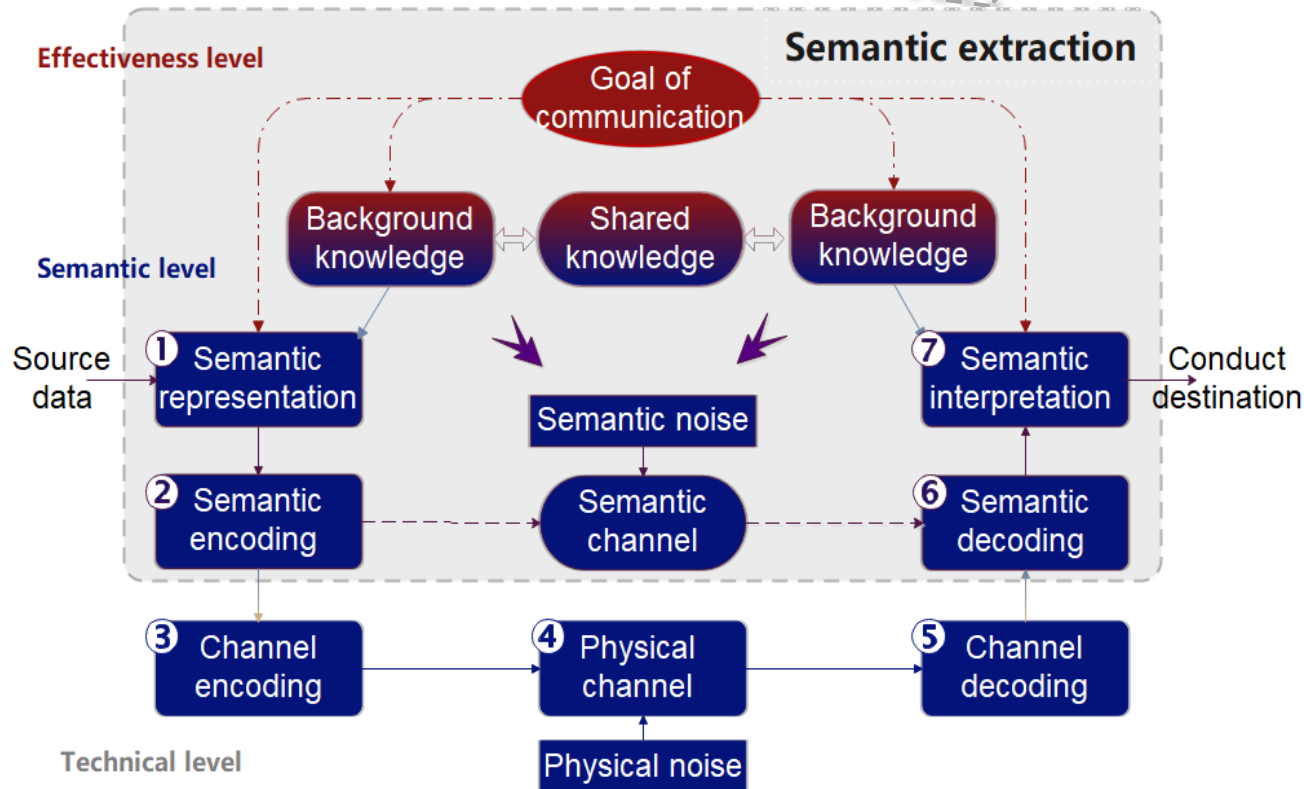 Effectiveness level
Semantic extraction
Goal of
communication
Background
knowledge
Shared
knowledge
Background
knowledge
Semantic level
Source
data
1
Semantic
representation
7
Semantic
interpretation
Conduct
destination
Semantic noise
2
Semantic
encoding
Semantic
channel
6
Semantic
decoding
3
Channel
encoding
4
Physical
channel
5
Channel
decoding
Technical level
Physical noise